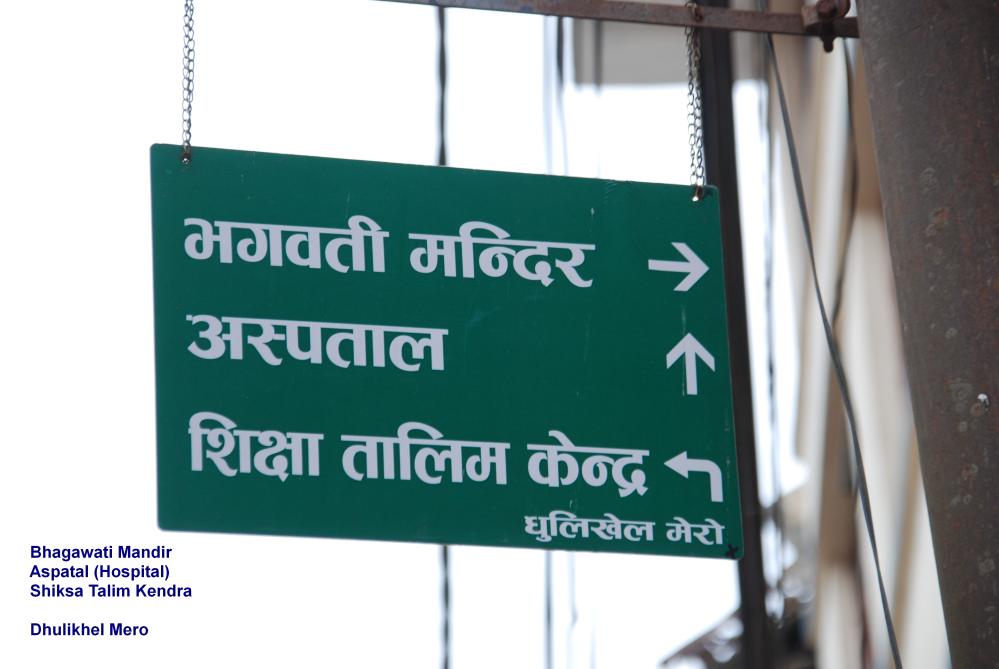 भगवती मन्दिर →
अस्पताल ↑
शिक्षा तालिम केन्द्र ↰
धुलिखेल मेरो
Bhagawati Mandir
Aspatal (Hospital)
Shiksa Talim Kendra
Dhulikhel Mero